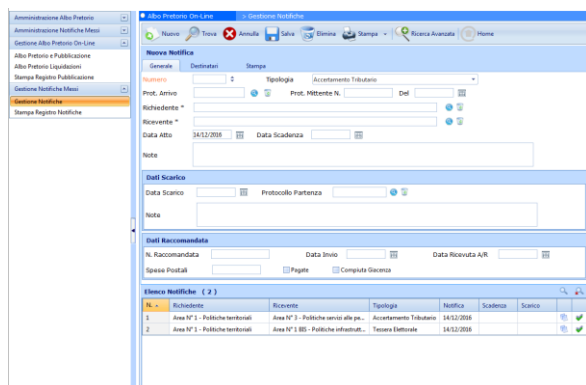 Amministrazione Albo Pretorio
Amministrazione Notifiche Messi
Gestione Albo Pretorio On-Line
Albo Pretorio e Pubblicazione
Albo Pretorio Liquidazioni
Stampa Registro Pubblicazione
Gestione Notifiche Messi
Gestione Notifiche
Stampa Registro Notifiche
Albo Pretorio On-Line > Gestione Notifiche
Nuovo Trova Annulla Salva Elimina Stampa Ricerca Avanzata Home
Nuova Notifica
Generale Destinatari Stampa
Numero Tipologia Accertamento Tributario
Prot. Arrivo Prot. Mittente N. Del
Richiedente *
Ricevente *
Data Atto 14/12/2016 Data Scadenza
Note
Dati Scarico
Data Scarico Protocollo Partenza
Note
Dati Raccomandata
N. Raccomandata Data Invio Data Ricevuta A/R
Spese Postali Pagate Compiuta Giacenza
Elenco Notifiche ( 2 )
N. Richiedente Ricevente Tipologia Notifica Scadenza Scarico
1 Area N° 3 - Politiche territoriali Area N° 3 - Politiche servizi alle pe... Accertamento Tributario 14/12/2016
2 Area N° 1 - Politiche territoriali Area N° 1 BIS - Politiche infrastrutt... Tessera Elettorale 14/12/2016